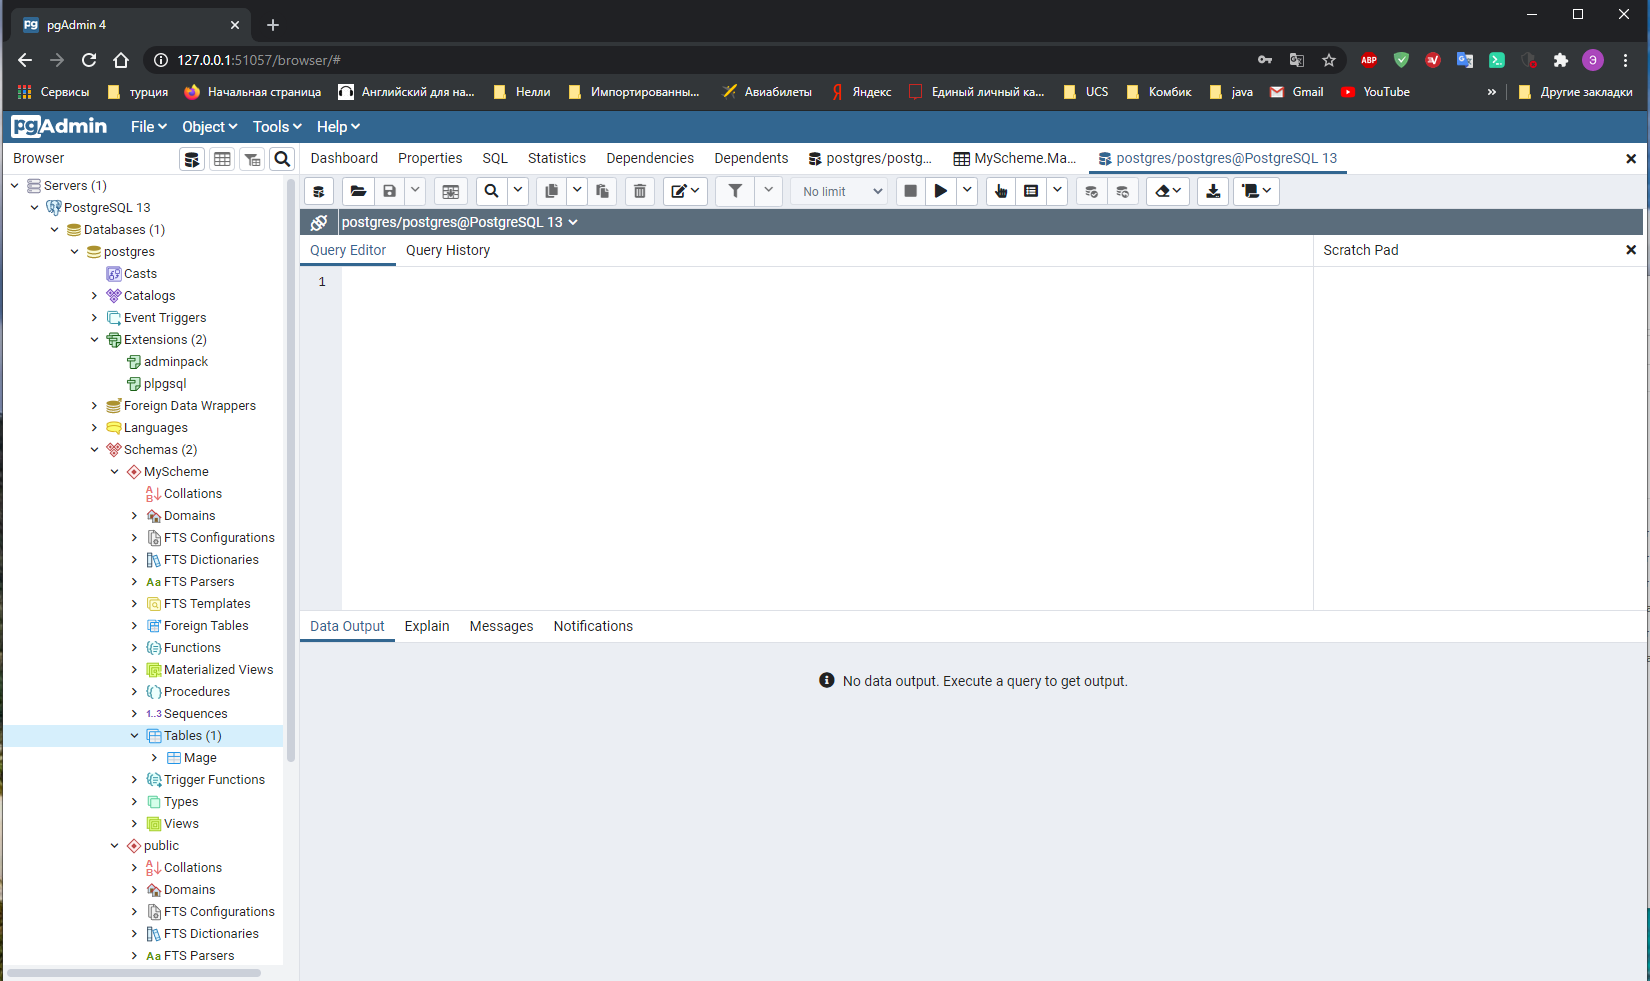 pgAdmin 4
127.0.0.1:51057/browser/#
ABP
Э
Сервисы
турция
Начальная страница
Английский для на...
Нелли
Импортированны...
Авиабилеты
Яндекс
Единый личный ка...
UCS
Комбик
java
Gmail
YouTube
»
Другие закладки
pgAdmin
File
Object
Tools
Help
Browser
Dashboard
Properties
SQL
Statistics
Dependencies
Dependents
postgres/postg...
MyScheme.Ma...
postgres/postgres@PostgreSQL 13
No limit
postgres/postgres@PostgreSQL 13
Query Editor
Query History
Scratch Pad
1
Servers (1)
PostgreSQL 13
Databases (1)
postgres
Casts
Catalogs
Event Triggers
Extensions (2)
adminpack
plpgsql
Foreign Data Wrappers
Languages
Schemas (2)
MyScheme
Collations
Domains
FTS Configurations
FTS Dictionaries
Aa FTS Parsers
FTS Templates
Foreign Tables
Functions
Materialized Views
Procedures
1..3 Sequences
Tables (1)
Mage
Trigger Functions
Types
Views
public
Collations
Domains
FTS Configurations
FTS Dictionaries
Aa FTS Parsers
Data Output
Explain
Messages
Notifications
No data output. Execute a query to get output.